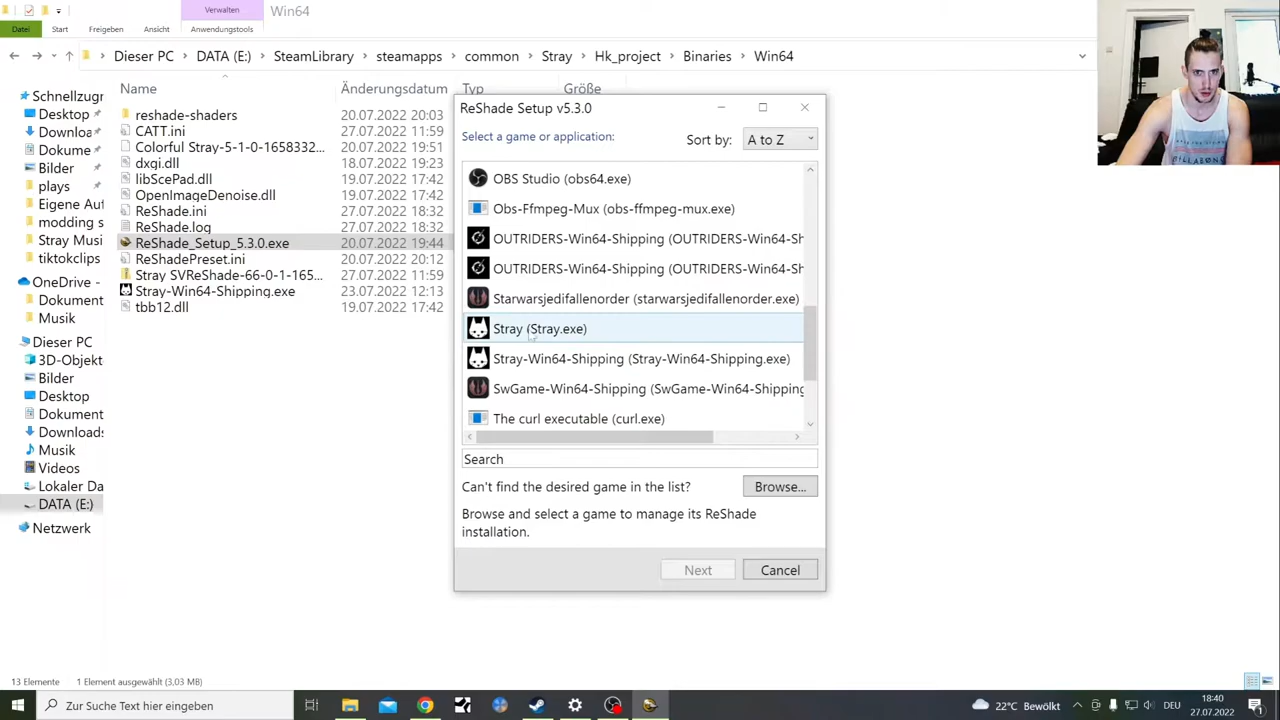 Verwalten
Win64
Datei
Start
Freigeben
Ansicht
Anwendungstools
Dieser PC
DATA (E:)
SteamLibrary
steamapps
common
Stray
Hk_project
Binaries
Win64
Name
Änderungsdatum
Typ
Größe
Schnellzugr
Desktop
Downloa
Dokume
Bilder
plays
Eigene Auf
modding s
Stray Musi
tiktokclips
OneDrive -
Dokument
Musik
Dieser PC
3D-Objekt
Bilder
Desktop
Dokument
Downloads
Musik
Videos
Lokaler Da
DATA (E:)
Netzwerk
reshade-shaders 20.07.2022 20:03
CATT.ini 27.07.2022 11:59
Colorful Stray-5-1-0-1658332... 20.07.2022 19:51
dxgi.dll 18.07.2022 19:23
libScePad.dll 19.07.2022 17:42
OpenImageDenoise.dll 19.07.2022 17:42
ReShade.ini 27.07.2022 18:32
ReShade.log 27.07.2022 18:32
ReShade_Setup_5.3.0.exe 20.07.2022 19:44
ReShadePreset.ini 20.07.2022 20:12
Stray SVReShade-66-0-1-165... 27.07.2022 11:59
Stray-Win64-Shipping.exe 23.07.2022 12:13
tbb12.dll 19.07.2022 17:42
ReShade Setup v5.3.0
Select a game or application:
Sort by:
A to Z
OBS Studio (obs64.exe)
Obs-Ffmpeg-Mux (obs-ffmpeg-mux.exe)
OUTRIDERS-Win64-Shipping (OUTRIDERS-Win64-Sh
OUTRIDERS-Win64-Shipping (OUTRIDERS-Win64-Sh
Starwarsjedifallenorder (starwarsjedifallenorder.exe)
Stray (Stray.exe)
Stray-Win64-Shipping (Stray-Win64-Shipping.exe)
SwGame-Win64-Shipping (SwGame-Win64-Shipping
The curl executable (curl.exe)
Search
Can't find the desired game in the list?
Browse...
Browse and select a game to manage its ReShade
installation.
Next
Cancel
13 Elemente
1 Element ausgewählt (3,03 MB)
Zur Suche Text hier eingeben
22°C Bewölkt
DEU
18:40
27.07.2022